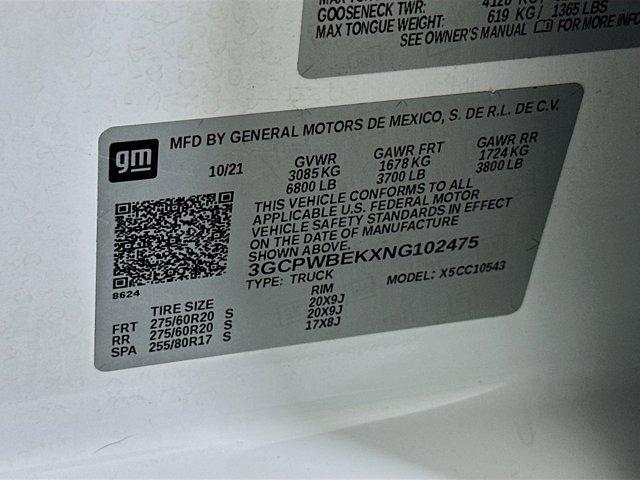 GOOSENECK TWR:
MAX TONGUE WEIGHT: 619 KG/ 1365 LBS
SEE OWNER'S MANUAL FOR MORE INFO
gm
MFD BY GENERAL MOTORS DE MEXICO, S. DE R.L. DE C.V.
10/21 GVWR GAWR FRT GAWR RR
3085 KG 1678 KG 1724 KG
6800 LB 3700 LB 3800 LB
THIS VEHICLE CONFORMS TO ALL
APPLICABLE U.S. FEDERAL MOTOR
VEHICLE SAFETY STANDARDS IN EFFECT
ON THE DATE OF MANUFACTURE
SHOWN ABOVE.
3GCPWBEKXNG102475
TYPE: TRUCK MODEL: X5CC10543
8624
TIRE SIZE RIM
FRT 275/60R20 S 20X9J
RR 275/60R20 S 20X9J
SPA 255/80R17 S 17X8J